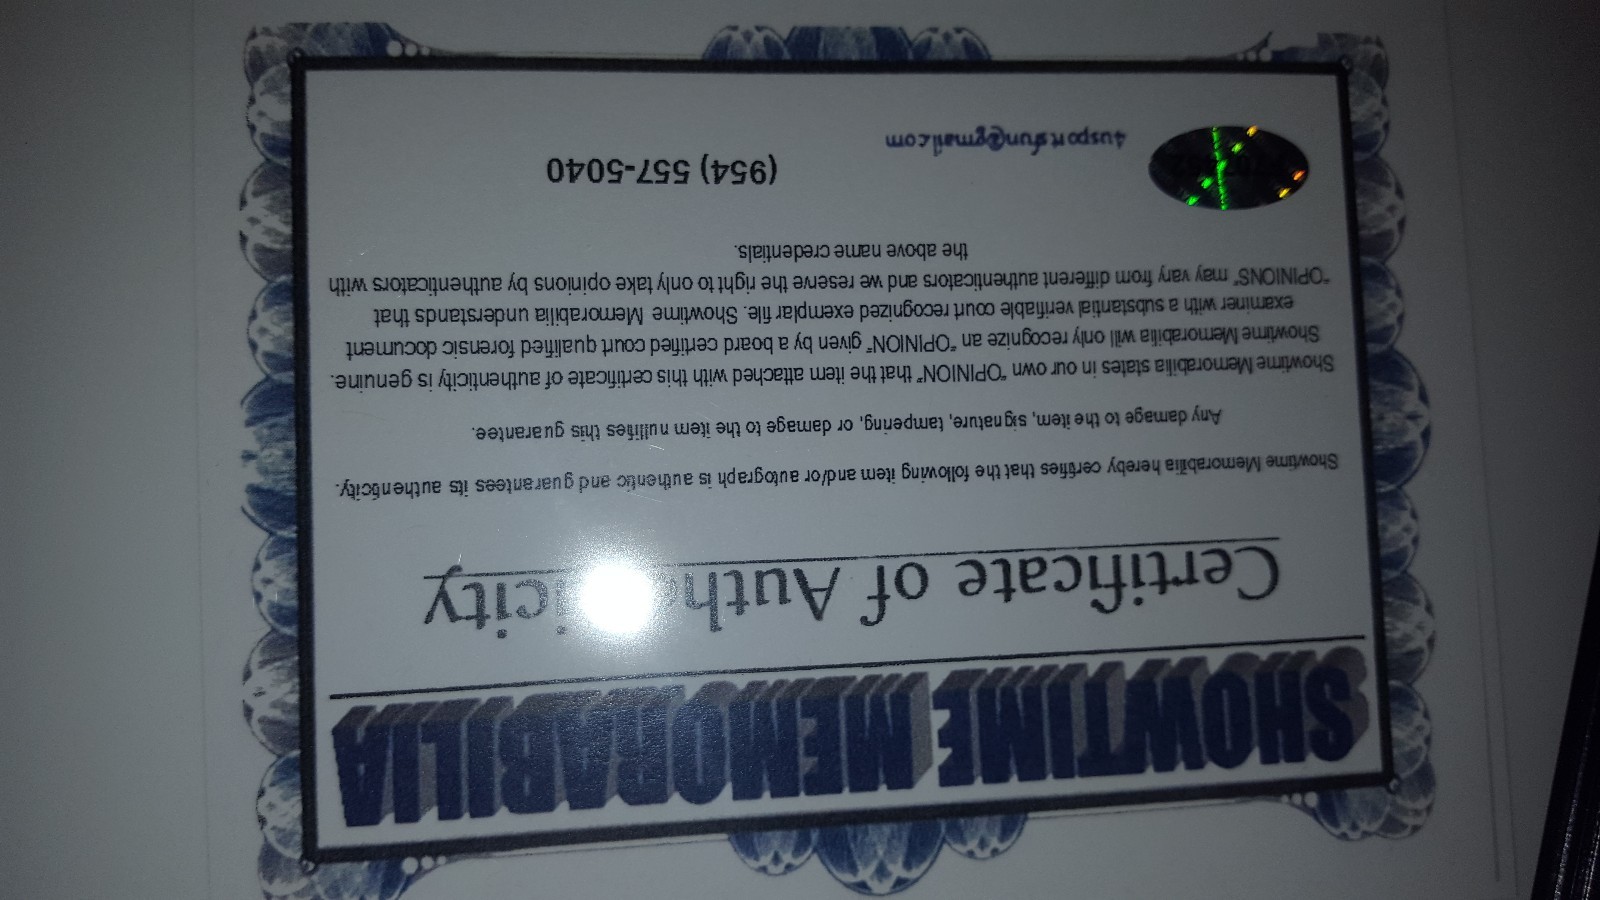 SHOWTIME MEMORABILIA
Certificate of Authenticity
Showtime Memorabilia hereby certifies that the following item and/or autograph is authentic and guarantees its authenticity.
Any damage to the item, signature, tampering, or damage to the item nullifies this guarantee.
Showtime Memorabilia states in our own "OPINION" that the item attached with this certificate of authenticity is genuine.
Showtime Memorabilia will only recognize an "OPINION" given by a board certified court qualified forensic document
examiner with a substantial verifiable court recognized exemplar file. Showtime Memorabilia understands that
"OPINIONS" may vary from different authenticators and we reserve the right to only take opinions by authenticators with
the above name credentials.
4usportsfun@gmail.com
(954) 557-5040